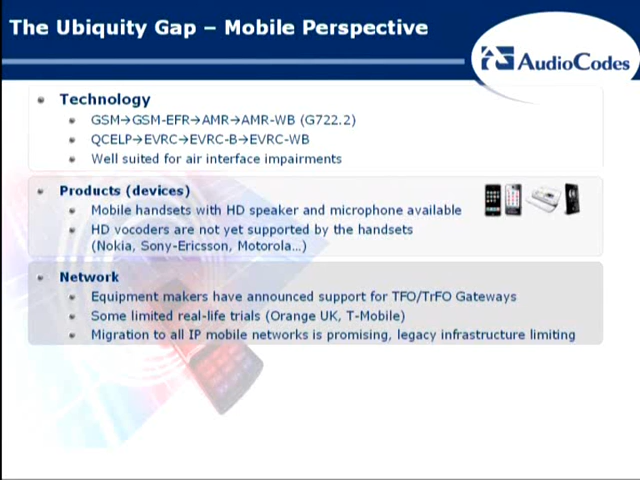 The Ubiquity Gap – Mobile Perspective
AudioCodes
Technology
GSM→GSM-EFR→AMR→AMR-WB (G722.2)
QCELP→EVRC→EVRC-B→EVRC-WB
Well suited for air interface impairments
Products (devices)
Mobile handsets with HD speaker and microphone available
HD vocoders are not yet supported by the handsets
(Nokia, Sony-Ericsson, Motorola...)
Network
Equipment makers have announced support for TFO/TrFO Gateways
Some limited real-life trials (Orange UK, T-Mobile)
Migration to all IP mobile networks is promising, legacy infrastructure limiting